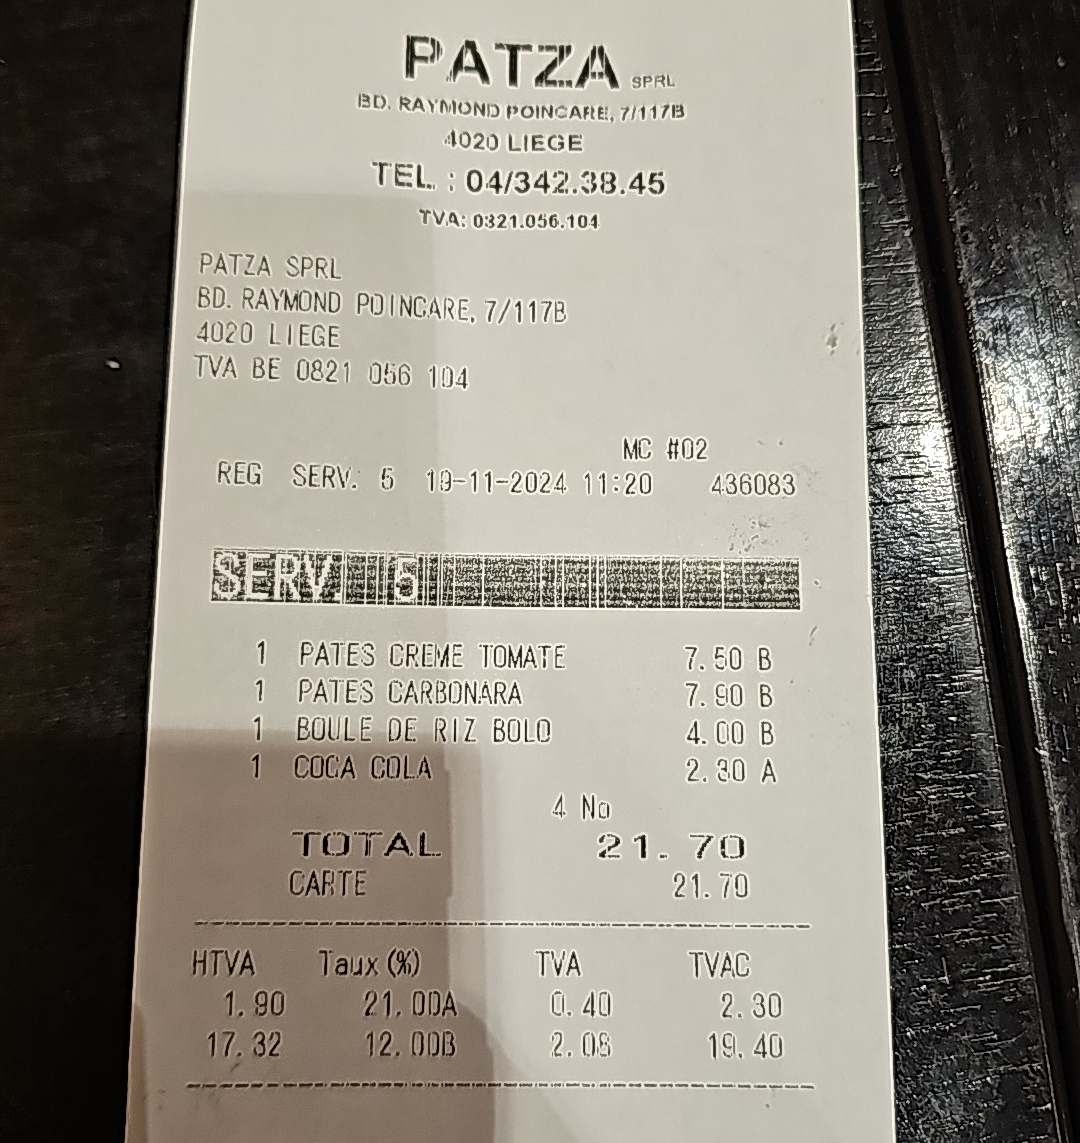 PATZA SPRL
BD. RAYMOND POINCARE, 7/117B
4020 LIEGE
TEL. : 04/342.38.45
TVA: 0821.056.104
PATZA SPRL
BD. RAYMOND POINCARE, 7/117B
4020 LIEGE
TVA BE 0821 056 104
MC #02
REG SERV. 5 19-11-2024 11:20 436083
SERV. 5
1 PATES CREME TOMATE 7.50 B
1 PATES CARBONARA 7.90 B
1 BOULE DE RIZ BOLO 4.00 B
1 COCA COLA 2.30 A
4 No
TOTAL 21.70
CARTE 21.70
HTVA Taux (%) TVA TVAC
1.90 21.00A 0.40 2.30
17.32 12.00B 2.08 19.40